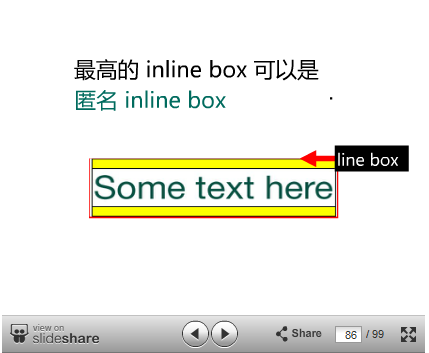 最高的 inline box 可以是
匿名 inline box
line box
Some text here
view on
slideshare
Share
86 / 99